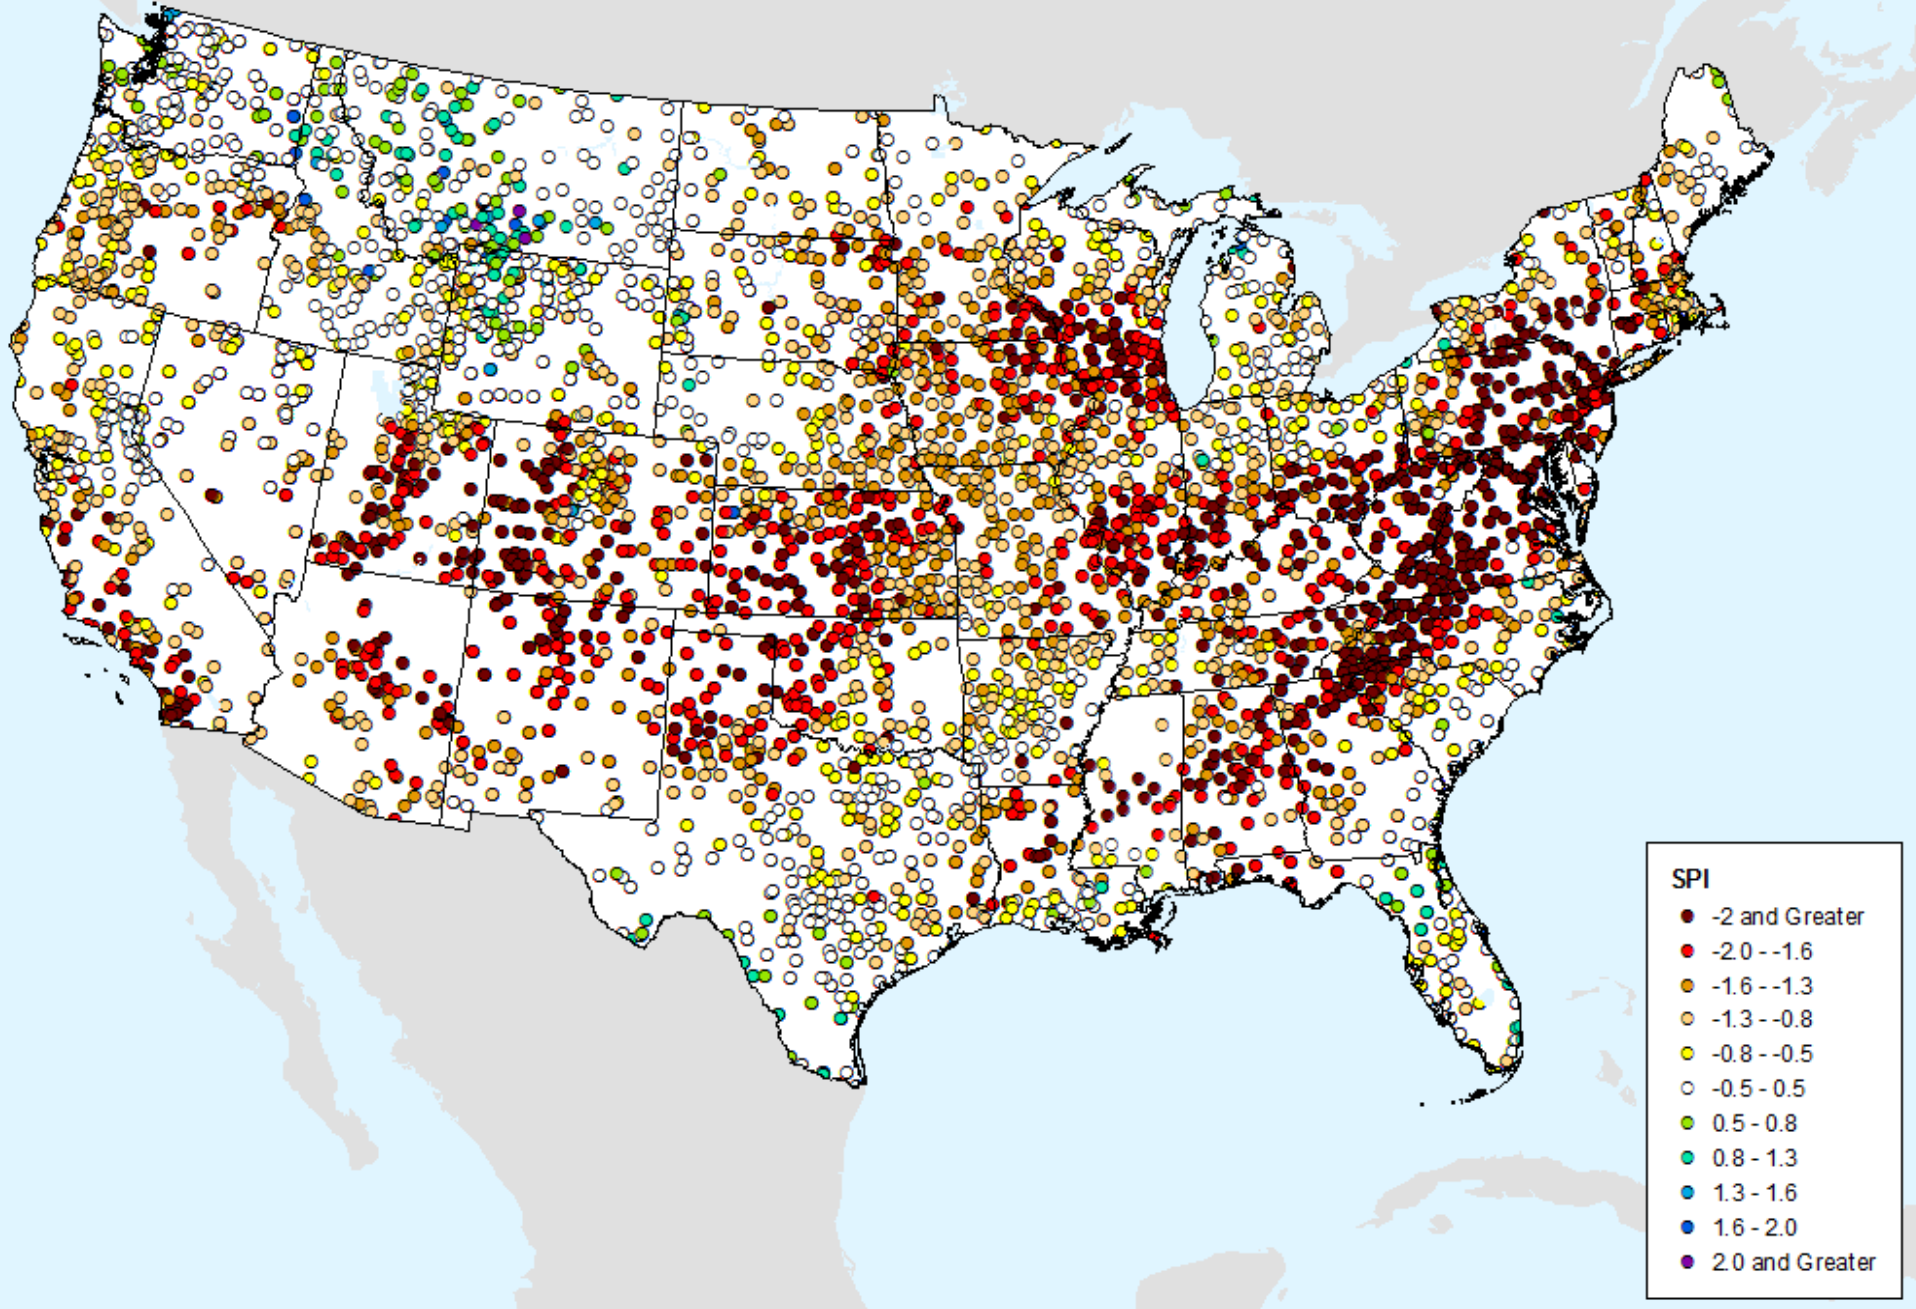 SPI
-2 and Greater
-2.0 - -1.6
-1.6 - -1.3
-1.3 - -0.8
-0.8 - -0.5
-0.5 - 0.5
0.5 - 0.8
0.8 - 1.3
1.3 - 1.6
1.6 - 2.0
2.0 and Greater